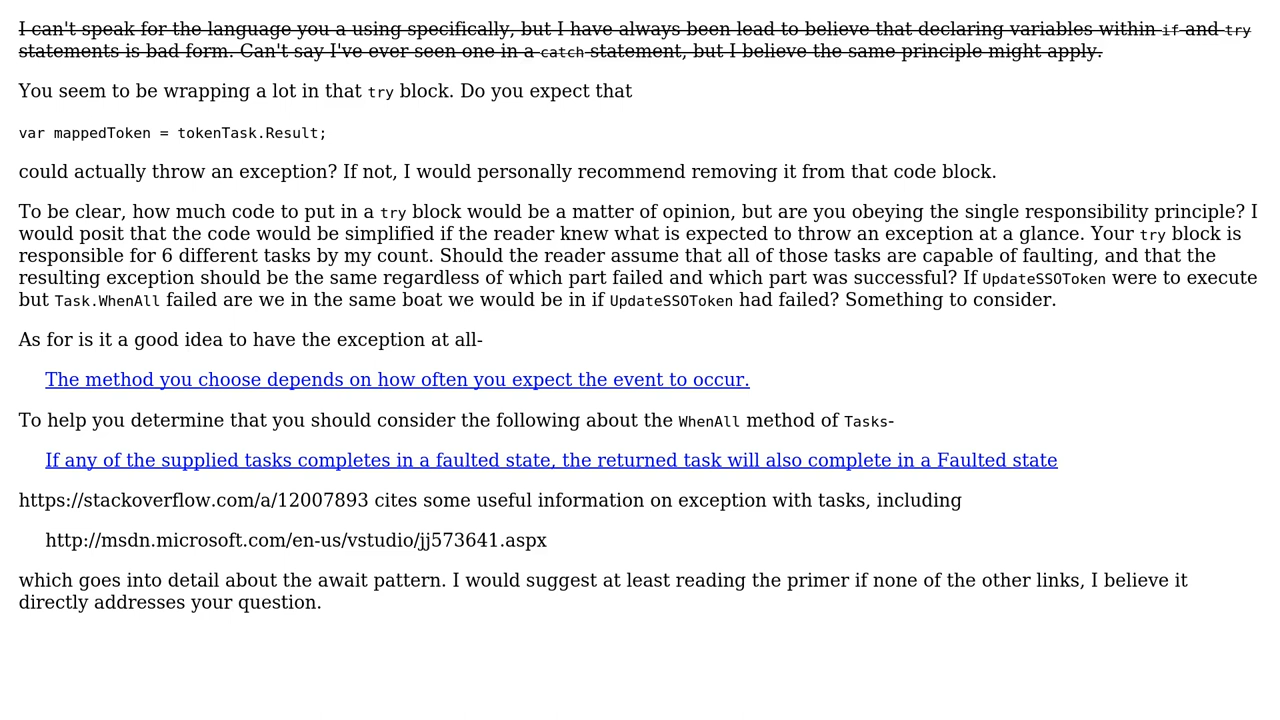 I can't speak for the language you a using specifically, but I have always been lead to believe that declaring variables within if and try
statements is bad form. Can't say I've ever seen one in a catch statement, but I believe the same principle might apply.
You seem to be wrapping a lot in that try block. Do you expect that
var mappedToken = tokenTask.Result;
could actually throw an exception? If not, I would personally recommend removing it from that code block.
To be clear, how much code to put in a try block would be a matter of opinion, but are you obeying the single responsibility principle? I
would posit that the code would be simplified if the reader knew what is expected to throw an exception at a glance. Your try block is
responsible for 6 different tasks by my count. Should the reader assume that all of those tasks are capable of faulting, and that the
resulting exception should be the same regardless of which part failed and which part was successful? If UpdateSSOToken were to execute
but Task.WhenAll failed are we in the same boat we would be in if UpdateSSOToken had failed? Something to consider.
As for is it a good idea to have the exception at all-
The method you choose depends on how often you expect the event to occur.
To help you determine that you should consider the following about the WhenAll method of Tasks-
If any of the supplied tasks completes in a faulted state, the returned task will also complete in a Faulted state
https://stackoverflow.com/a/12007893 cites some useful information on exception with tasks, including
http://msdn.microsoft.com/en-us/vstudio/jj573641.aspx
which goes into detail about the await pattern. I would suggest at least reading the primer if none of the other links, I believe it
directly addresses your question.